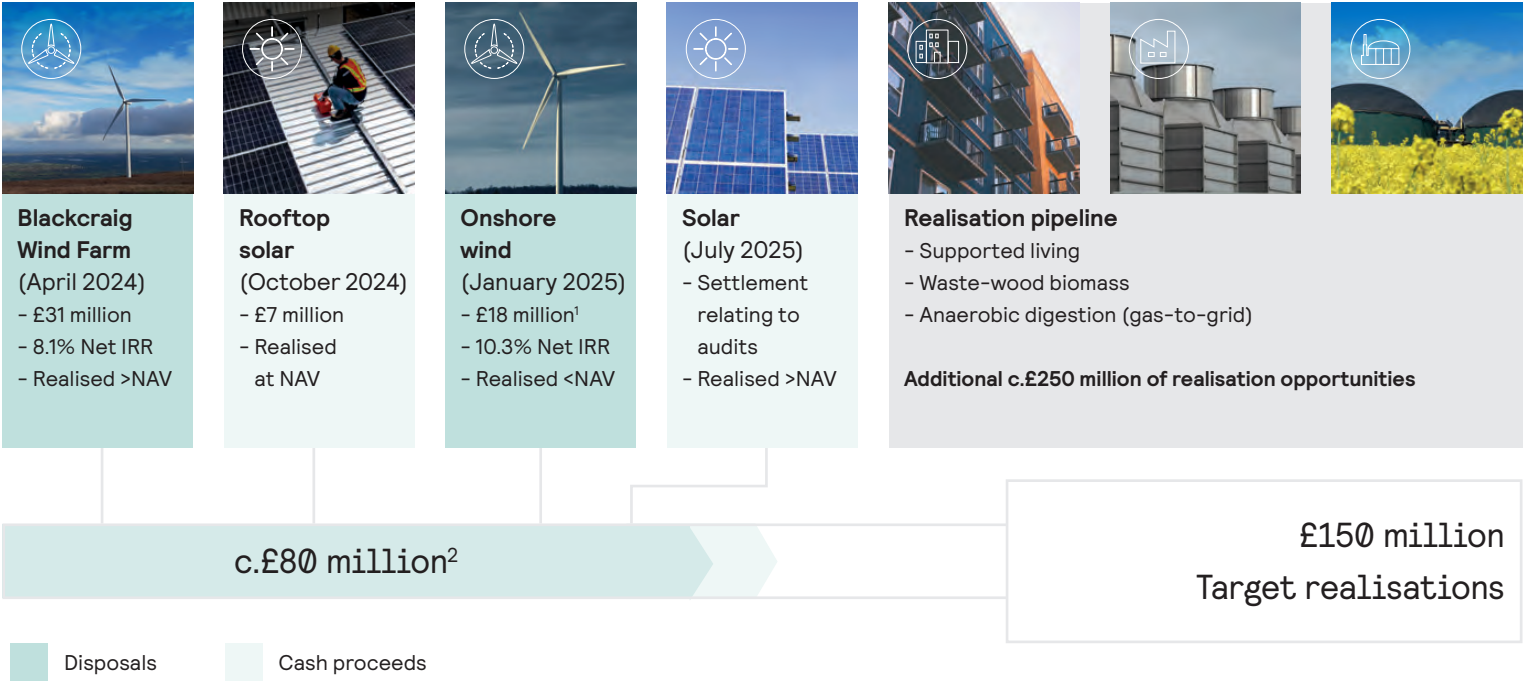 Blackcraig
Wind Farm
(April 2024)
- £31 million
- 8.1% Net IRR
- Realised >NAV
Rooftop
solar
(October 2024)
- £7 million
- Realised
at NAV
Onshore
wind
(January 2025)
- £18 million¹
- 10.3% Net IRR
- Realised <NAV
Solar
(July 2025)
- Settlement
relating to
audits
- Realised >NAV
Realisation pipeline
- Supported living
- Waste-wood biomass
- Anaerobic digestion (gas-to-grid)
Additional c.£250 million of realisation opportunities
c.£80 million²
£150 million
Target realisations
Disposals
Cash proceeds